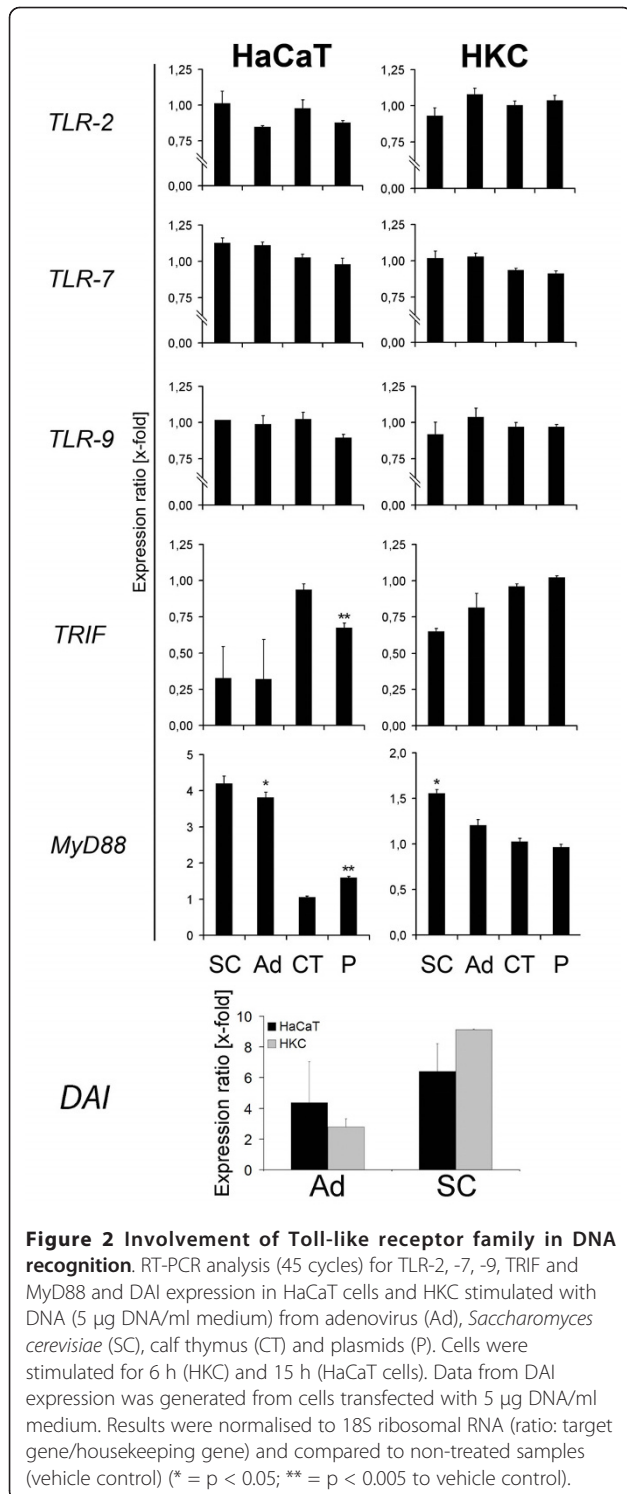 HaCaT HKC
TLR-2
1,25 1,25
1,00 1,00
0,75 0,75
0,00 0,00
TLR-7
1,25 1,25
1,00 1,00
0,75 0,75
0,00 0,00
TLR-9
Expression ratio [x-fold]
1,25 1,25
1,00 1,00
0,75 0,75
0,00 0,00
TRIF
1,25 1,25
1,00 1,00
0,75 ** 0,75
0,50 0,50
0,25 0,25
0,00 0,00
MyD88
5 2,0
4 * * 1,5
3
2 ** 1,0
1 0,5
0 0,0
SC Ad CT P SC Ad CT P
DAI
Expression ratio [x-fold]
10 HaCaT
8 HKC
6
4
2
0
Ad SC
Figure 2 Involvement of Toll-like receptor family in DNA
recognition. RT-PCR analysis (45 cycles) for TLR-2, -7, -9, TRIF and
MyD88 and DAI expression in HaCaT cells and HKC stimulated with
DNA (5 μg DNA/ml medium) from adenovirus (Ad), Saccharomyces
cerevisiae (SC), calf thymus (CT) and plasmids (P). Cells were
stimulated for 6 h (HKC) and 15 h (HaCaT cells). Data from DAI
expression was generated from cells transfected with 5 μg DNA/ml
medium. Results were normalised to 18S ribosomal RNA (ratio: target
gene/housekeeping gene) and compared to non-treated samples
(vehicle control) (* = p < 0.05; ** = p < 0.005 to vehicle control).